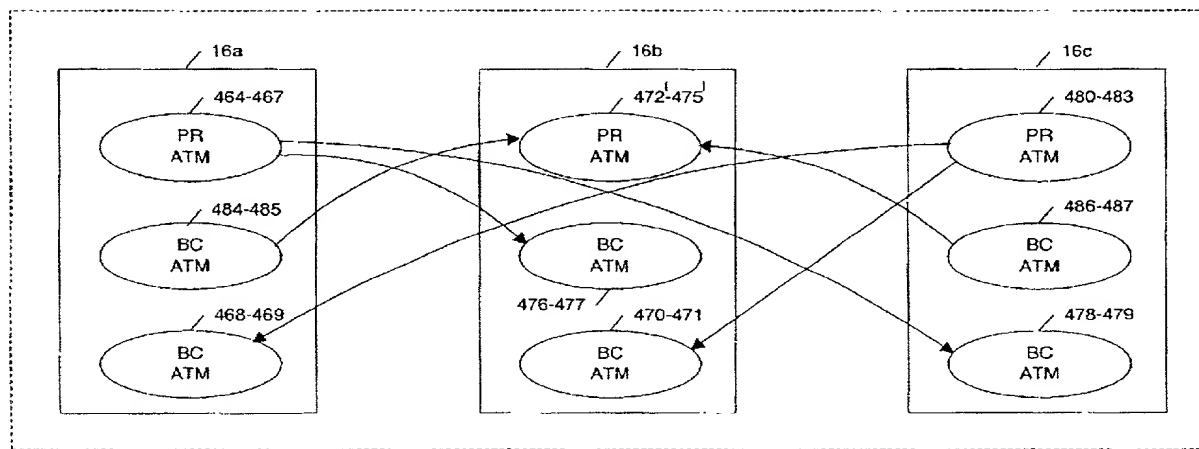 16a
16b
16c
464-467
472-475
480-483
PR
ATM
PR
ATM
PR
ATM
484-485
486-487
BC
ATM
BC
ATM
BC
ATM
476-477
468-469
470-471
478-479
BC
ATM
BC
ATM
BC
ATM